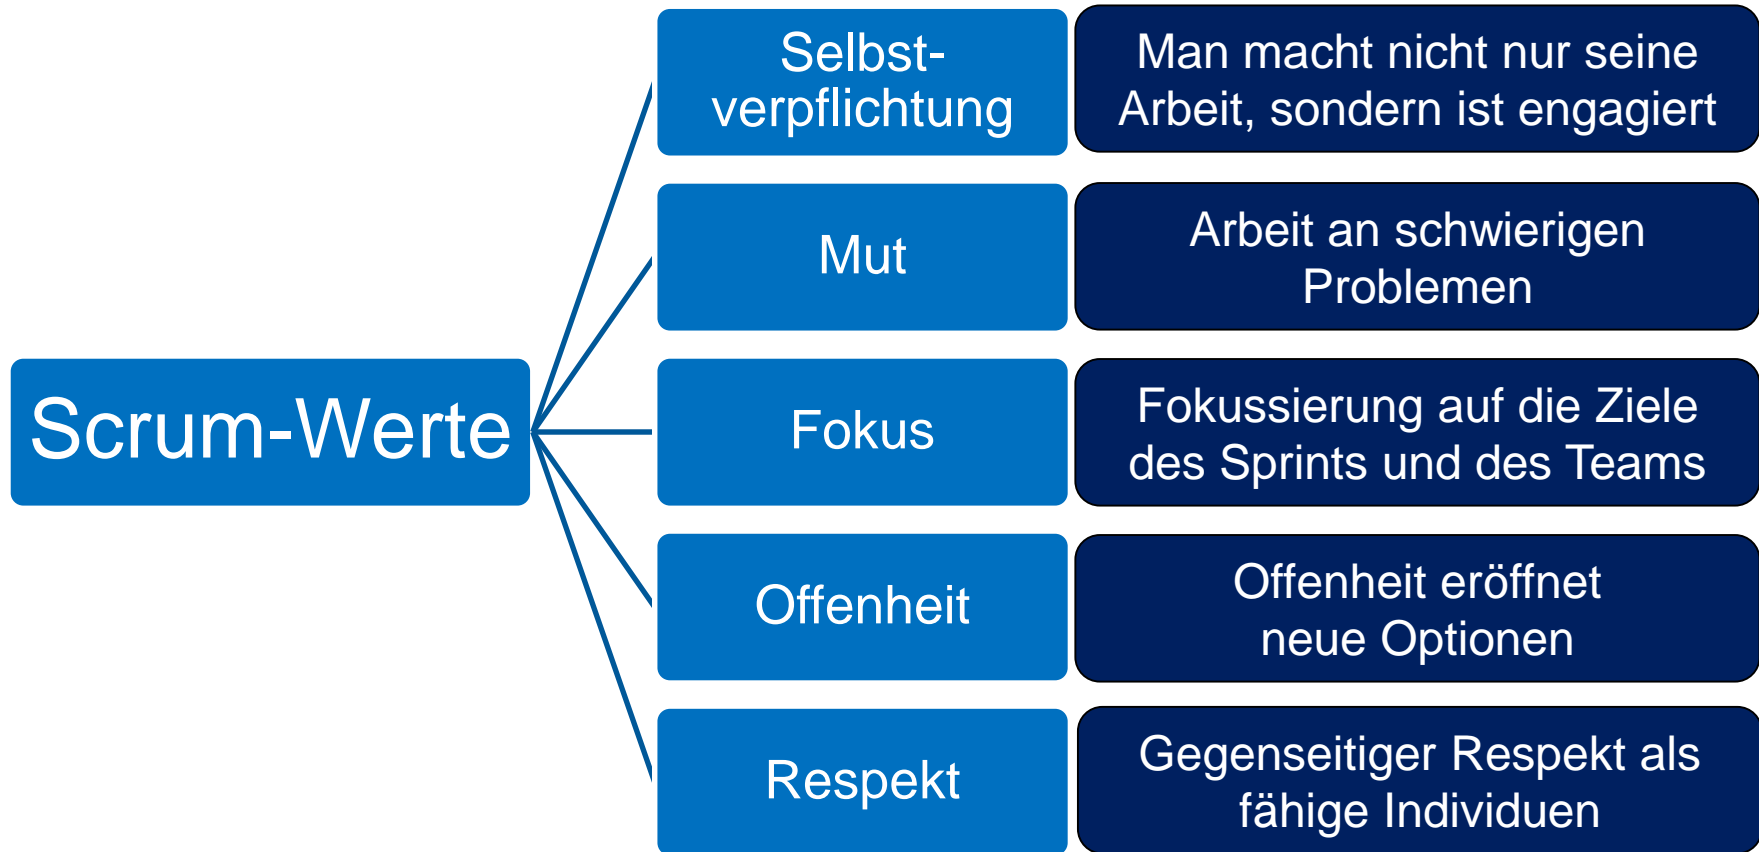 Scrum-Werte
Selbst-
verpflichtung
Man macht nicht nur seine
Arbeit, sondern ist engagiert
Mut
Arbeit an schwierigen
Problemen
Fokus
Fokussierung auf die Ziele
des Sprints und des Teams
Offenheit
Offenheit eröffnet
neue Optionen
Respekt
Gegenseitiger Respekt als
fähige Individuen